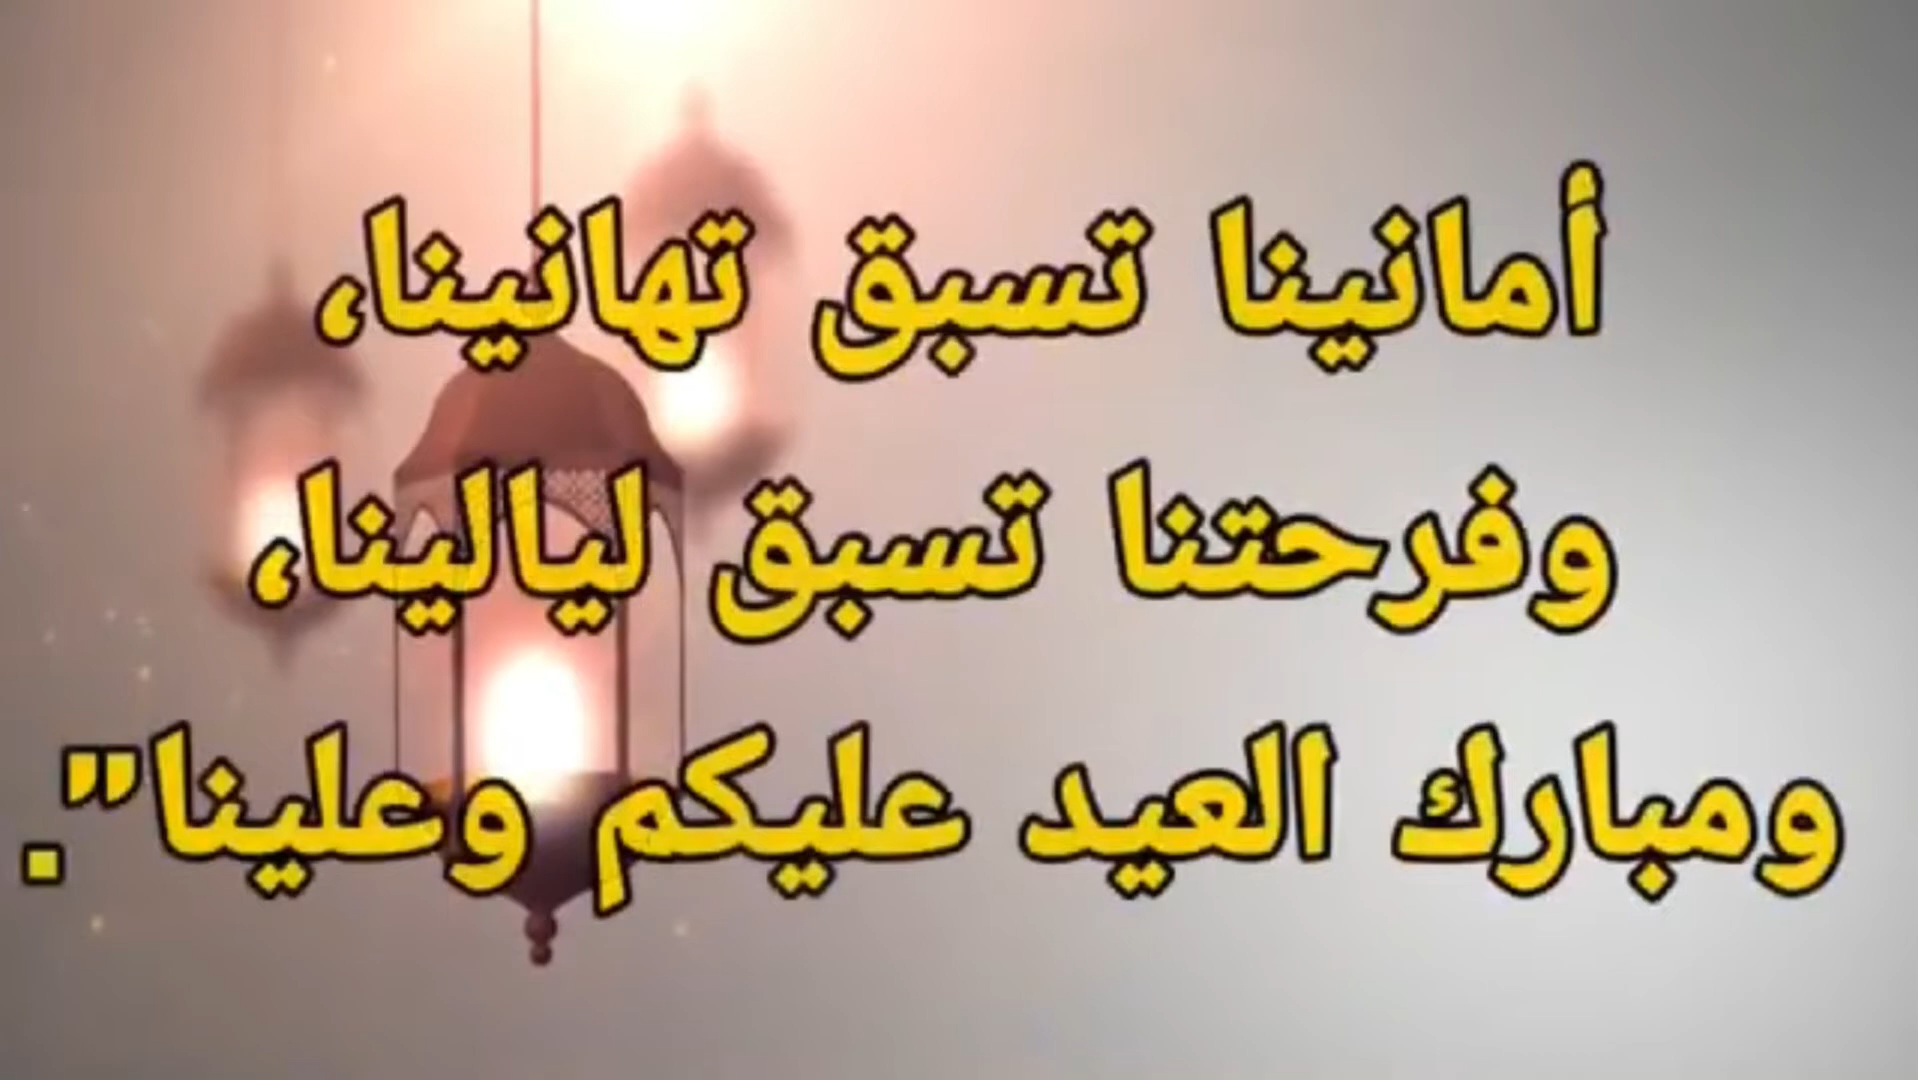 أمانينا تسبق تهانينا،
وفرحتنا تسبق ليالينا،
ومبارك العيد عليكم وعلينا".